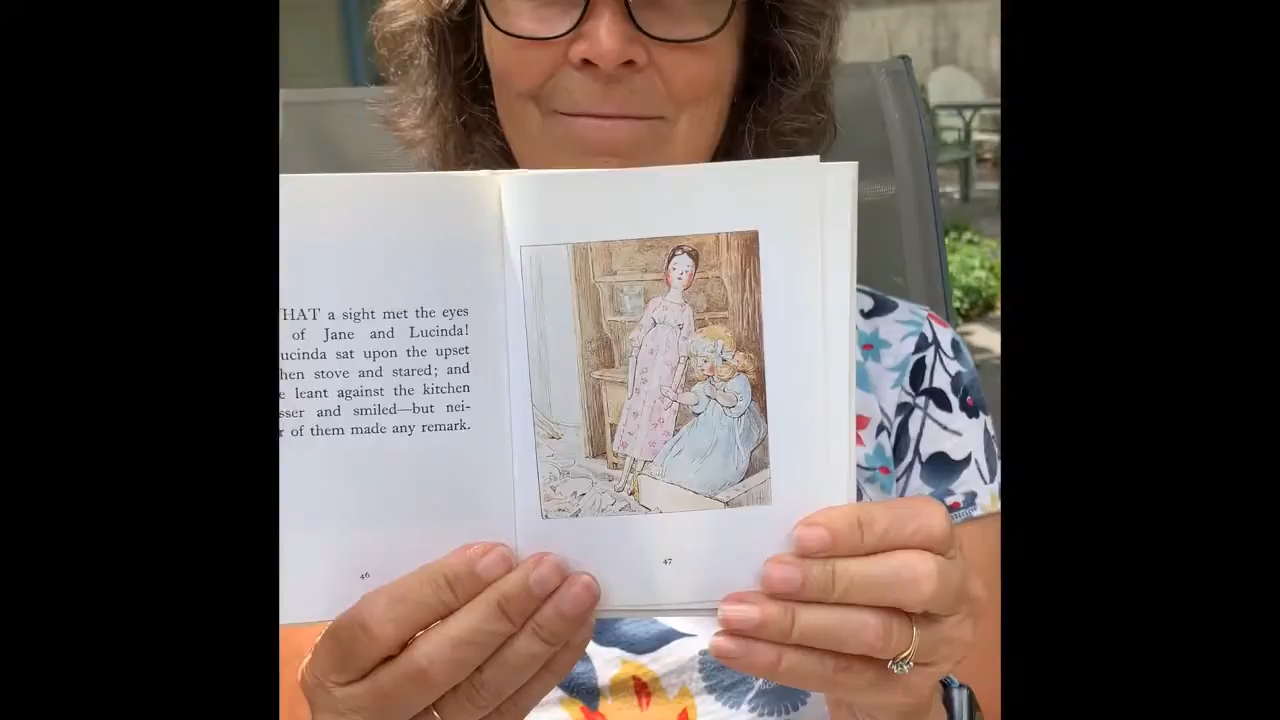 HAT a sight met the eyes
of Jane and Lucinda!
ucinda sat upon the upset
hen stove and stared; and
e leant against the kitchen
sser and smiled—but nei-
r of them made any remark.
46
47